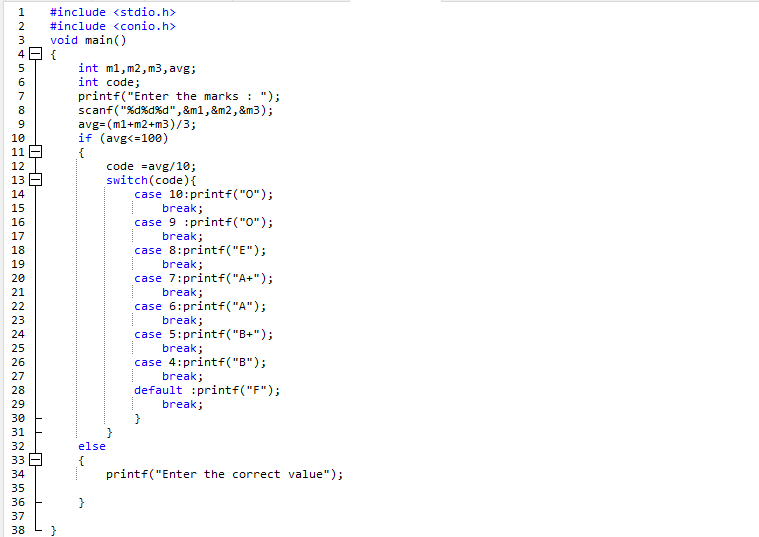 1 #include <stdio.h>
2 #include <conio.h>
3 void main()
4 {
5 int m1,m2,m3,avg;
6 int code;
7 printf("Enter the marks : ");
8 scanf("%d%d%d",&m1,&m2,&m3);
9 avg=(m1+m2+m3)/3;
10 if (avg<=100)
11 {
12 code =avg/10;
13 switch(code){
14 case 10:printf("O");
15 break;
16 case 9 :printf("O");
17 break;
18 case 8:printf("E");
19 break;
20 case 7:printf("A+");
21 break;
22 case 6:printf("A");
23 break;
24 case 5:printf("B+");
25 break;
26 case 4:printf("B");
27 break;
28 default :printf("F");
29 break;
30 }
31 }
32 else
33 {
34 printf("Enter the correct value");
35
36 }
37
38 }